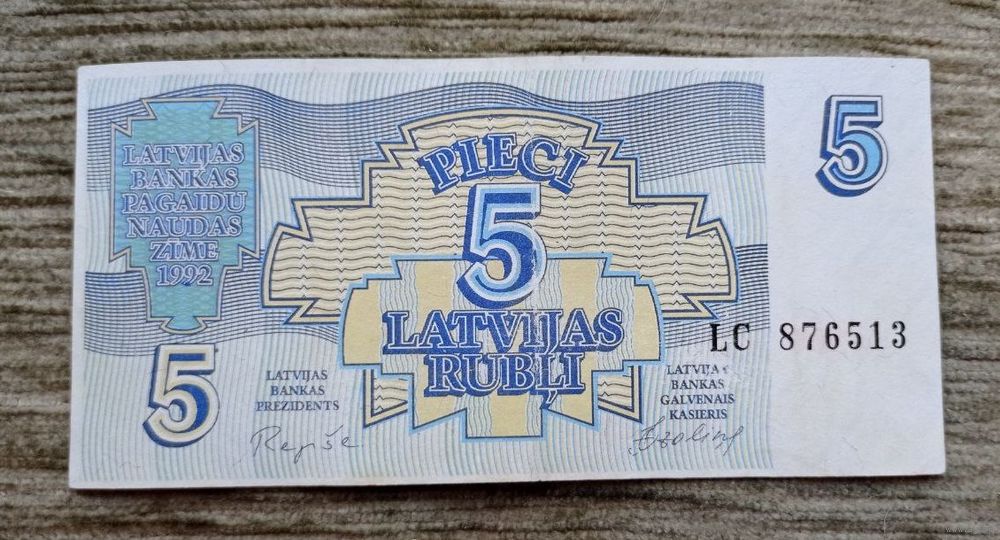 LATVIJAS
BANKAS
PAGAIDU
NAUDAS
ZIME
1992
PIECI
5
LATVIJAS
RUBĻI
5
LC 876513
5
LATVIJAS
BANKAS
PREZIDENTS
Repše
LATVIJAS
BANKAS
GALVENAIS
KASIERIS